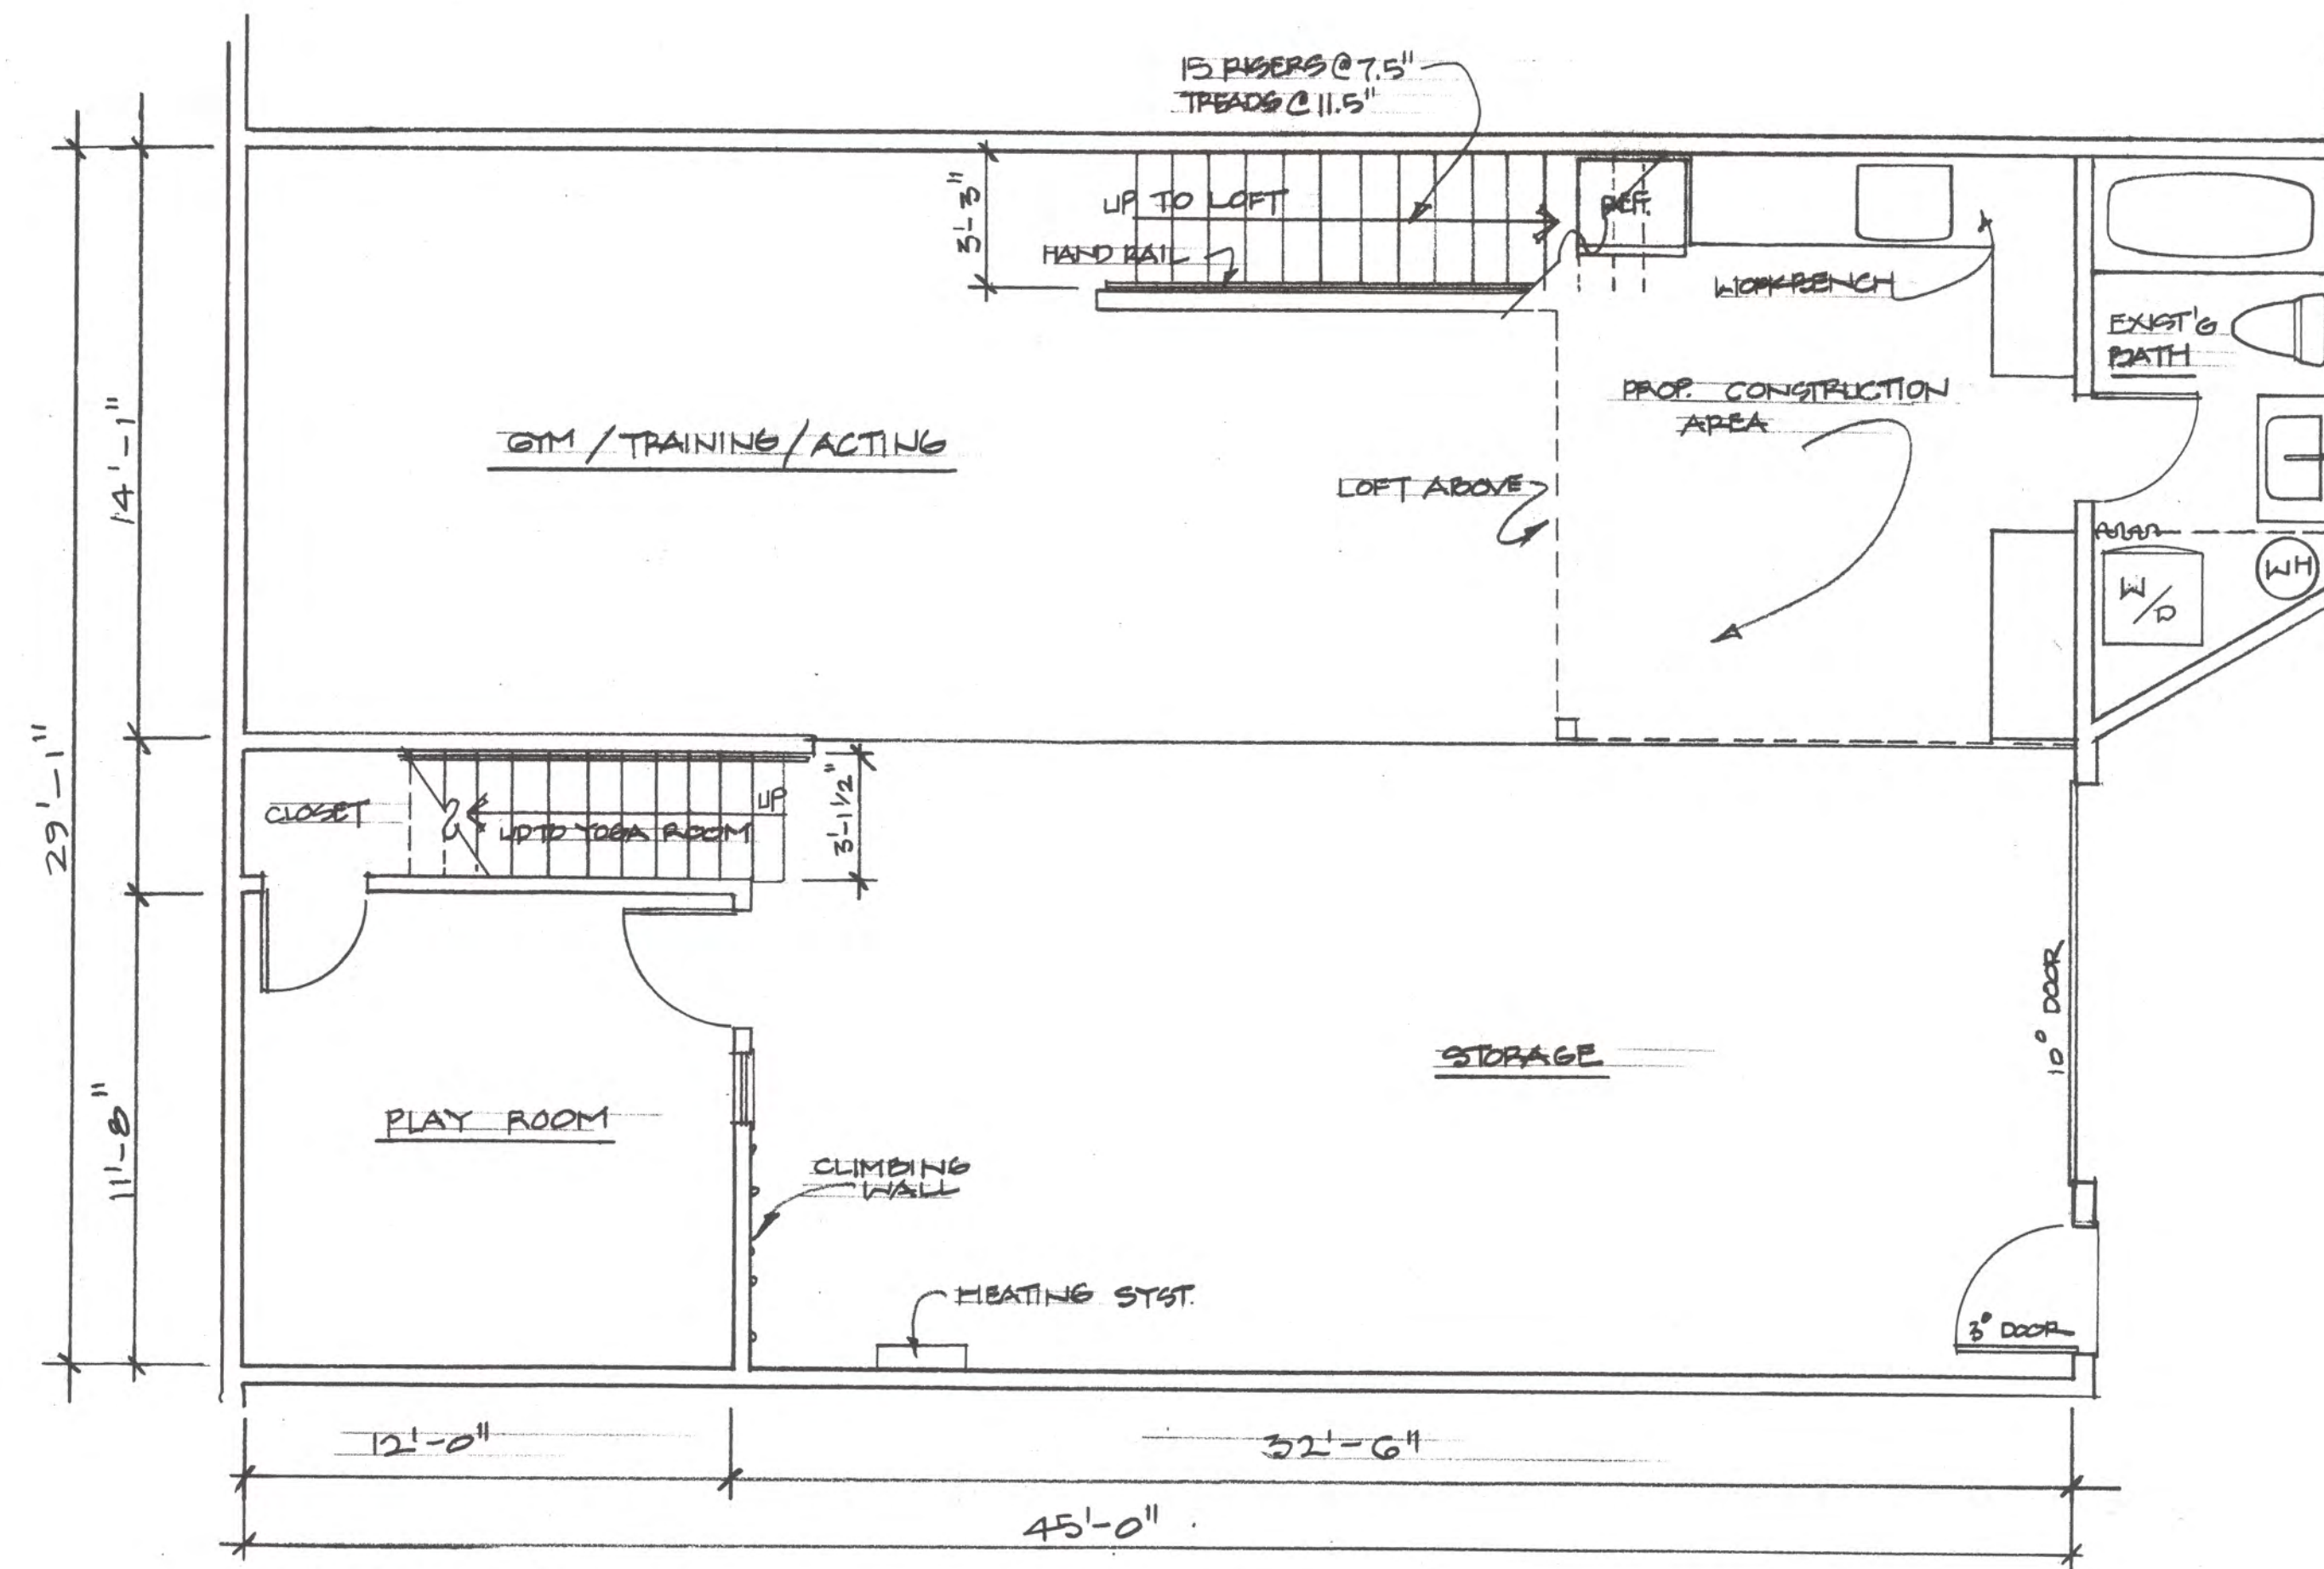 15 RISERS @ 7.5"
TREADS @ 11.5"
3'-3"
UP TO LOFT
REF.
HAND RAIL
WORKBENCH
EXIST'G
BATH
PROP. CONSTRUCTION
AREA
14'-1"
GYM / TRAINING / ACTING
LOFT ABOVE
WH
W/D
29'-1"
CLOSET
UP
UP TO YOGA ROOM
3'-1 1/2"
10° DOOR
STORAGE
11'-8"
PLAY ROOM
CLIMBING
WALL
HEATING SYST.
3° DOOR
12'-0"
32'-6"
45'-0"